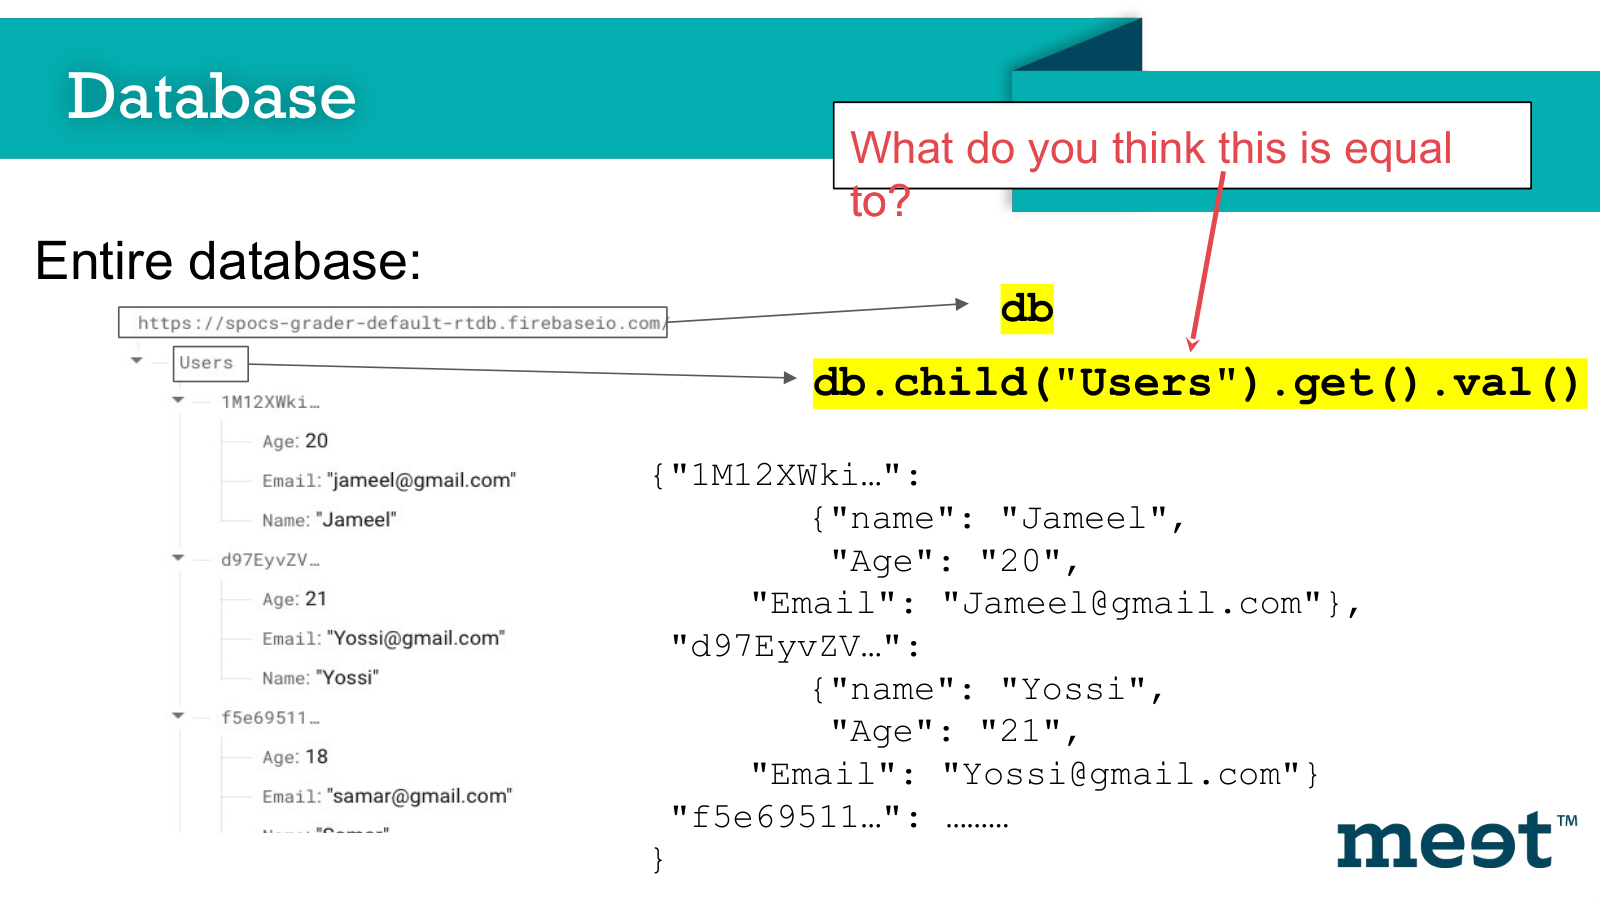 Database
What do you think this is equal
to?
Entire database:
https://spocs-grader-default-rtdb.firebaseio.com/
db
Users
db.child("Users").get().val()
1M12XWki…
Age: 20
Email: "jameel@gmail.com"
Name: "Jameel"
d97EyvZV…
Age: 21
Email: "Yossi@gmail.com"
Name: "Yossi"
f5e69511…
Age: 18
Email: "samar@gmail.com"
Name: "Samar"
{"1M12XWki…":
{"name": "Jameel",
"Age": "20",
"Email": "Jameel@gmail.com"},
"d97EyvZV…":
{"name": "Yossi",
"Age": "21",
"Email": "Yossi@gmail.com"}
"f5e69511…": ………
}
meet™